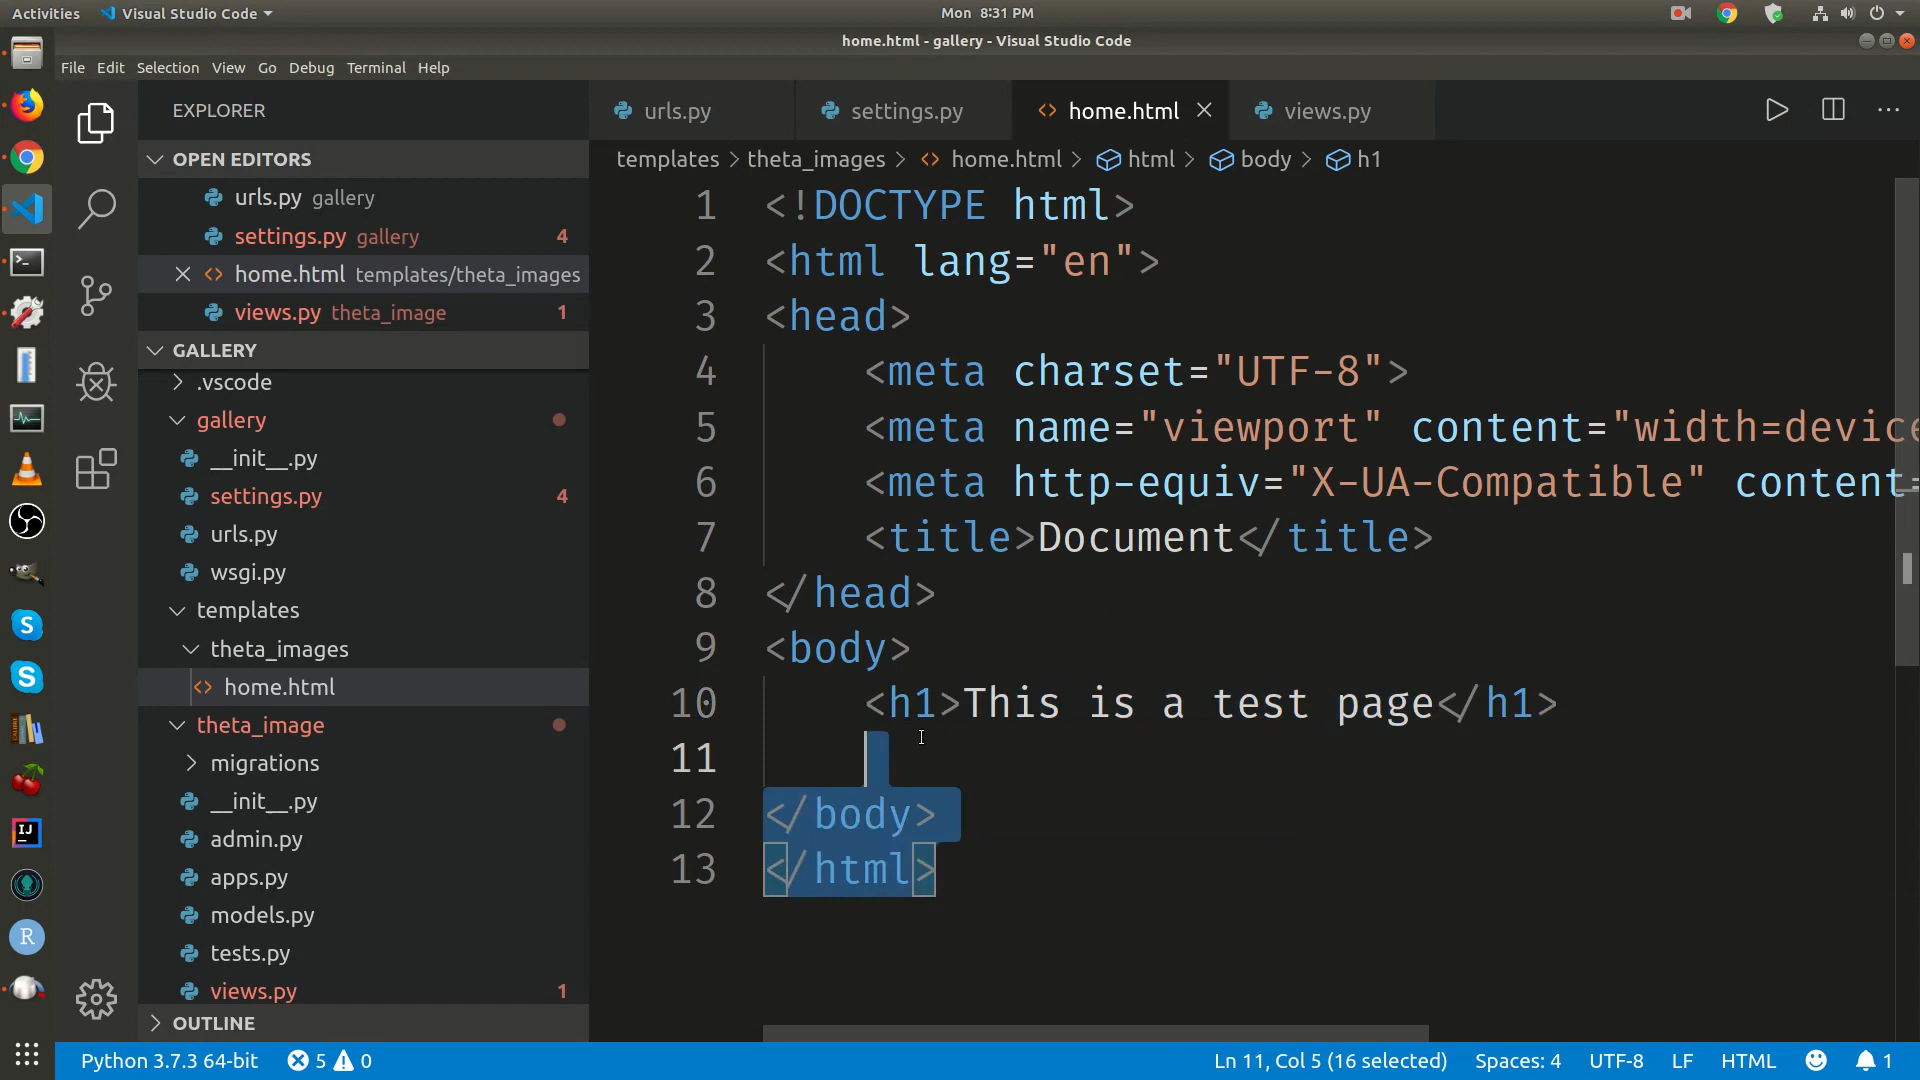 Activities Visual Studio Code Mon 8:31 PM
home.html - gallery - Visual Studio Code
File Edit Selection View Go Debug Terminal Help
EXPLORER
OPEN EDITORS
urls.py gallery
settings.py gallery 4
home.html templates/theta_images
views.py theta_image 1
GALLERY
.vscode
gallery
__init__.py
settings.py 4
urls.py
wsgi.py
templates
theta_images
home.html
theta_image
migrations
__init__.py
admin.py
apps.py
models.py
tests.py
views.py 1
OUTLINE
urls.py settings.py home.html views.py
templates > theta_images > home.html > html > body > h1
1 <!DOCTYPE html>
2 <html lang="en">
3 <head>
4 <meta charset="UTF-8">
5 <meta name="viewport" content="width=device
6 <meta http-equiv="X-UA-Compatible" content=
7 <title>Document</title>
8 </head>
9 <body>
10 <h1>This is a test page</h1>
11
12 </body>
13 </html>
S
S
IJ
R
Python 3.7.3 64-bit 5 0 Ln 11, Col 5 (16 selected) Spaces: 4 UTF-8 LF HTML 1